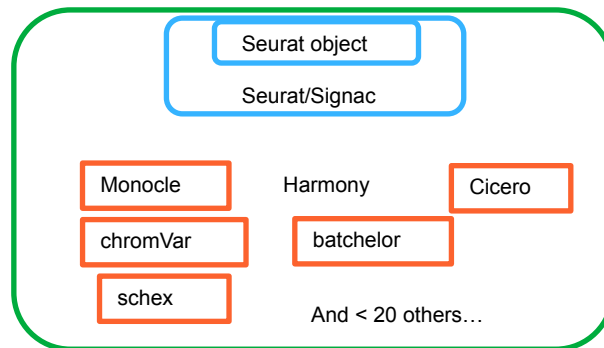 Seurat object
Seurat/Signac
Monocle
Harmony
Cicero
chromVar
batchelor
schex
And < 20 others…